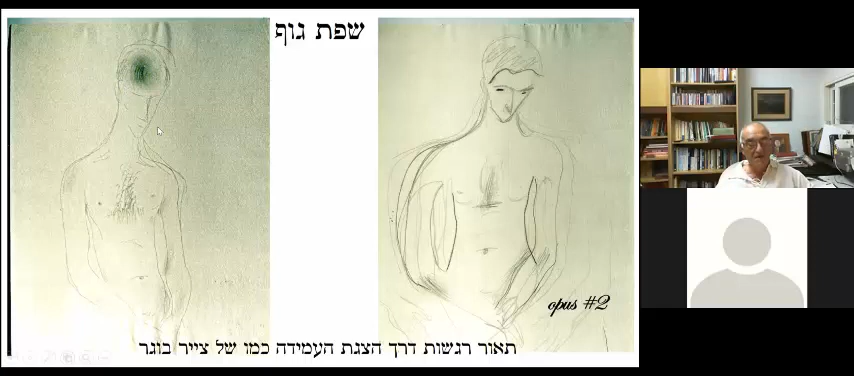 שפת גוף
opus #2
תאור רגשות דרך הצגת העמידה כמו של צייר בוגר